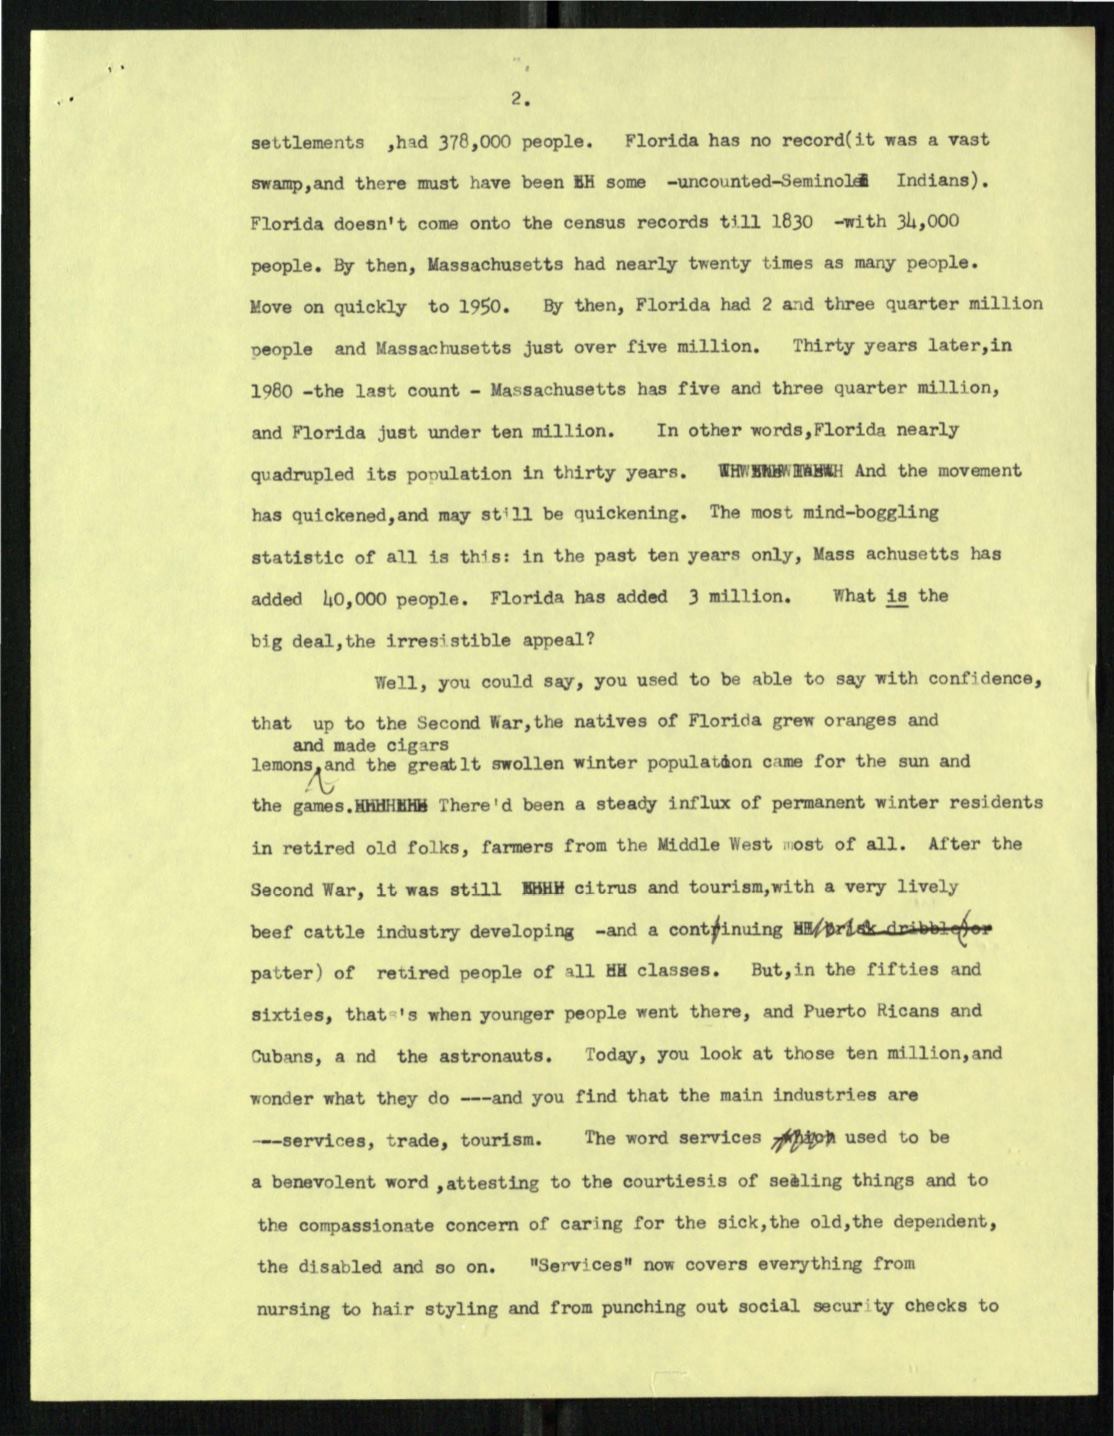 2.
settlements ,had 378,000 people. Florida has no record(it was a vast
swamp,and there must have been some -uncounted-Seminole Indians).
Florida doesn't come onto the census records till 1830 -with 34,000
people. By then, Massachusetts had nearly twenty times as many people.
Move on quickly to 1950. By then, Florida had 2 and three quarter million
people and Massachusetts just over five million. Thirty years later,in
1980 -the last count - Massachusetts has five and three quarter million,
and Florida just under ten million. In other words,Florida nearly
quadrupled its population in thirty years. And the movement
has quickened,and may still be quickening. The most mind-boggling
statistic of all is this: in the past ten years only, Mass achusetts has
added 40,000 people. Florida has added 3 million. What is the
big deal,the irresistible appeal?
Well, you could say, you used to be able to say with confidence,
that up to the Second War,the natives of Florida grew oranges and
and made cigars
lemons,and the greatlt swollen winter population came for the sun and
the games. There'd been a steady influx of permanent winter residents
in retired old folks, farmers from the Middle West most of all. After the
Second War, it was still citrus and tourism,with a very lively
beef cattle industry developing -and a continuing brisk dribble(or
patter) of retired people of all classes. But,in the fifties and
sixties, thats's when younger people went there, and Puerto Ricans and
Cubans, a nd the astronauts. Today, you look at those ten million,and
wonder what they do ---and you find that the main industries are
---services, trade, tourism. The word services which used to be
a benevolent word ,attesting to the courtiesis of selling things and to
the compassionate concern of caring for the sick,the old,the dependent,
the disabled and so on. "Services" now covers everything from
nursing to hair styling and from punching out social security checks to